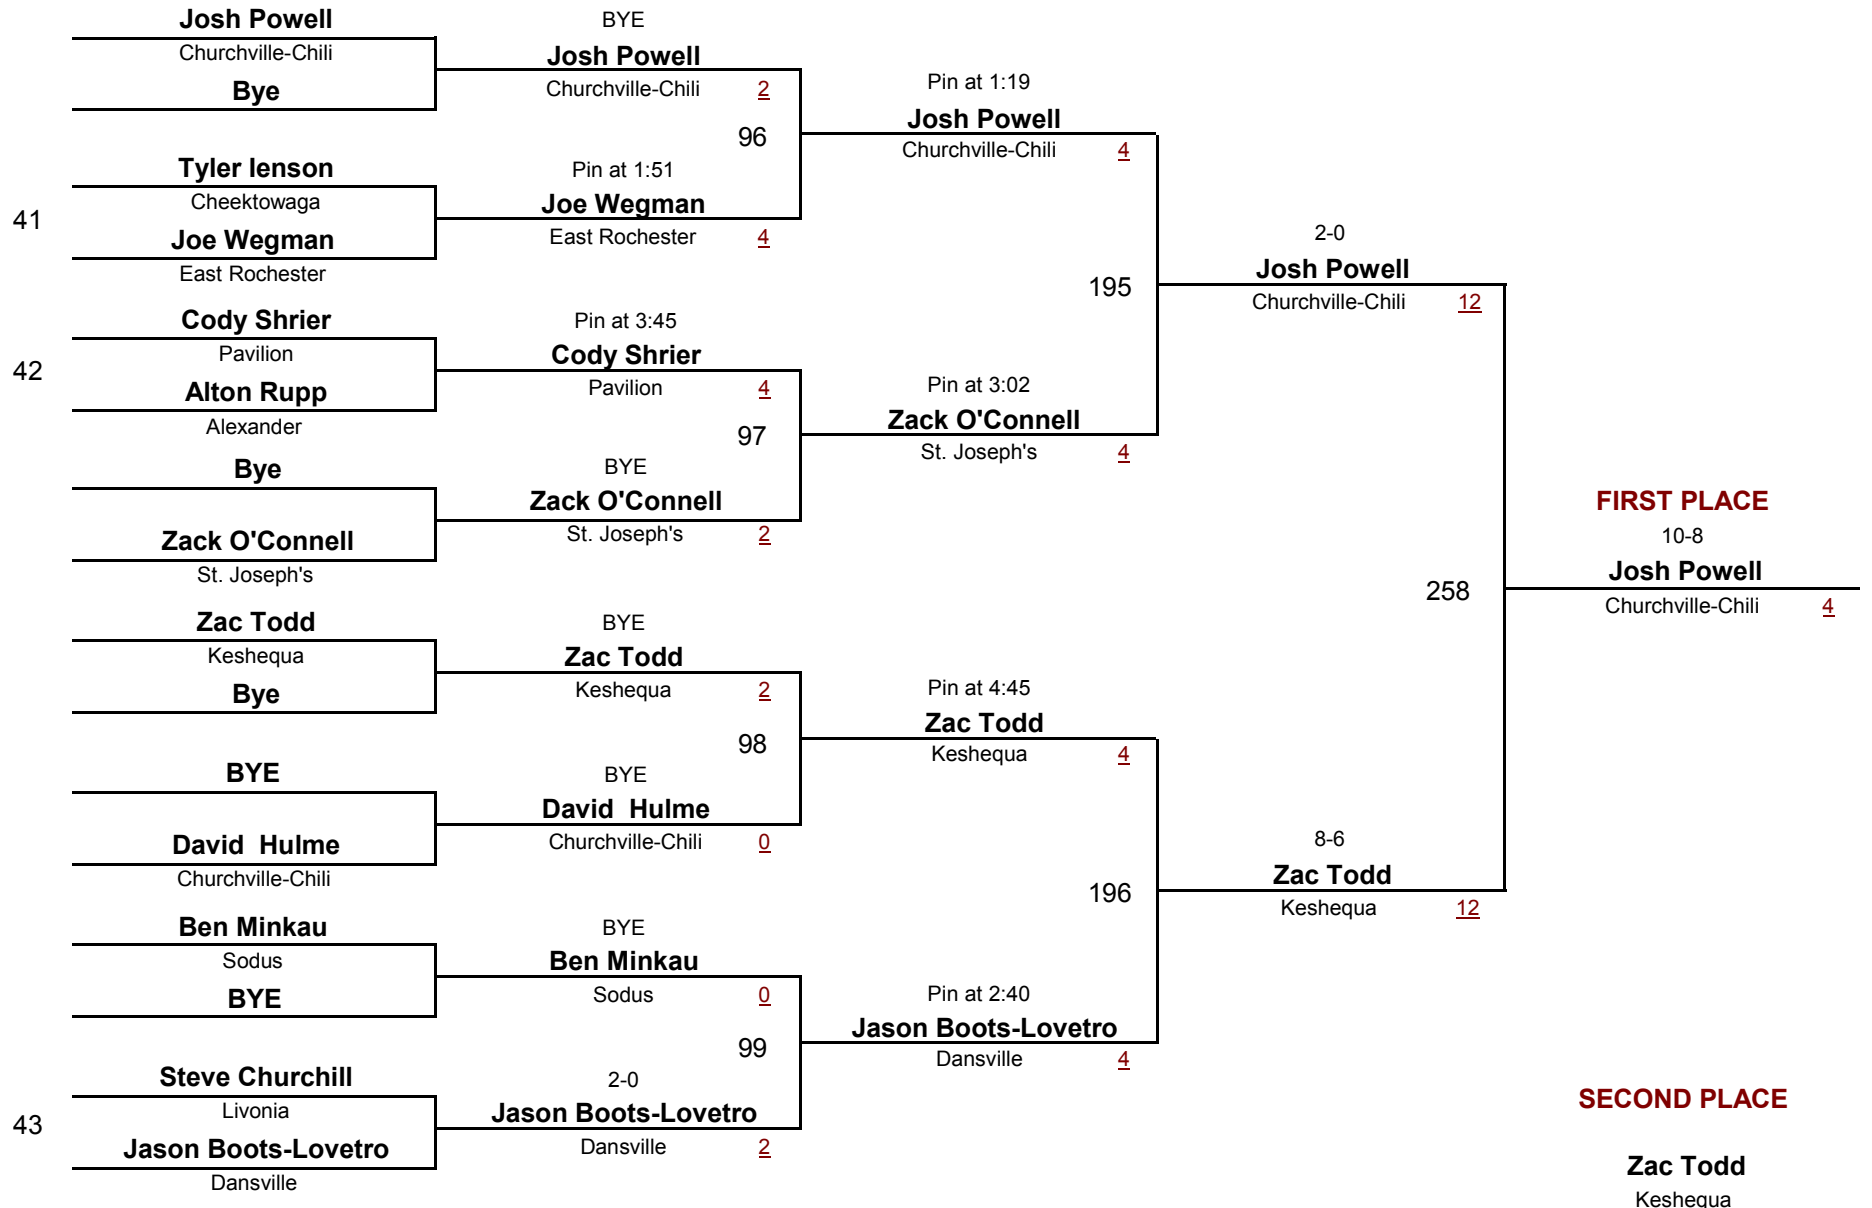 Josh Powell
Churchville-Chili
Bye
41
Tyler Ienson
Cheektowaga
Joe Wegman
East Rochester
42
Cody Shrier
Pavilion
Alton Rupp
Alexander
Bye
Zack O'Connell
St. Joseph's
Zac Todd
Keshequa
Bye
BYE
David  Hulme
Churchville-Chili
Ben Minkau
Sodus
BYE
43
Steve Churchill
Livonia
Jason Boots-Lovetro
Dansville
BYE
Josh Powell
Churchville-Chili 2
96
Pin at 1:51
Joe Wegman
East Rochester 4
Pin at 3:45
Cody Shrier
Pavilion 4
97
BYE
Zack O'Connell
St. Joseph's 2
BYE
Zac Todd
Keshequa 2
98
BYE
David  Hulme
Churchville-Chili 0
BYE
Ben Minkau
Sodus 0
99
2-0
Jason Boots-Lovetro
Dansville 2
Pin at 1:19
Josh Powell
Churchville-Chili 4
195
Pin at 3:02
Zack O'Connell
St. Joseph's 4
Pin at 4:45
Zac Todd
Keshequa 4
196
Pin at 2:40
Jason Boots-Lovetro
Dansville 4
2-0
Josh Powell
Churchville-Chili 12
258
8-6
Zac Todd
Keshequa 12
FIRST PLACE
10-8
Josh Powell
Churchville-Chili 4
SECOND PLACE
Zac Todd
Keshequa